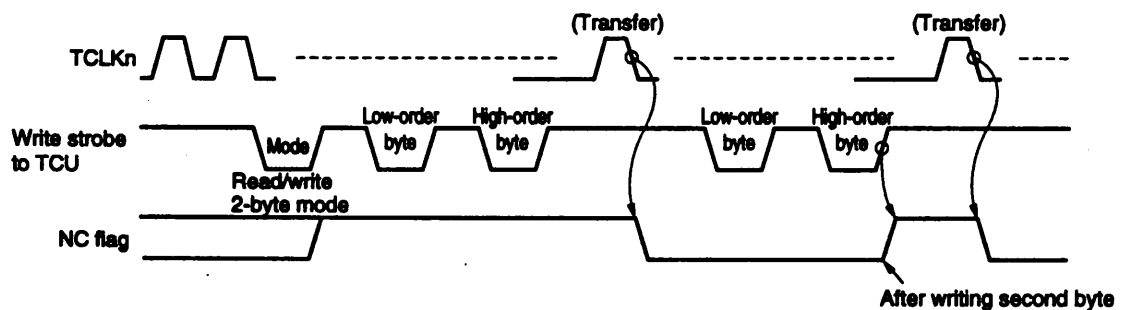 (Transfer) (Transfer)
TCLKn
Low-order High-order Low-order High-order
Write strobe Mode byte byte byte byte
to TCU
Read/write
2-byte mode
NC flag
After writing second byte